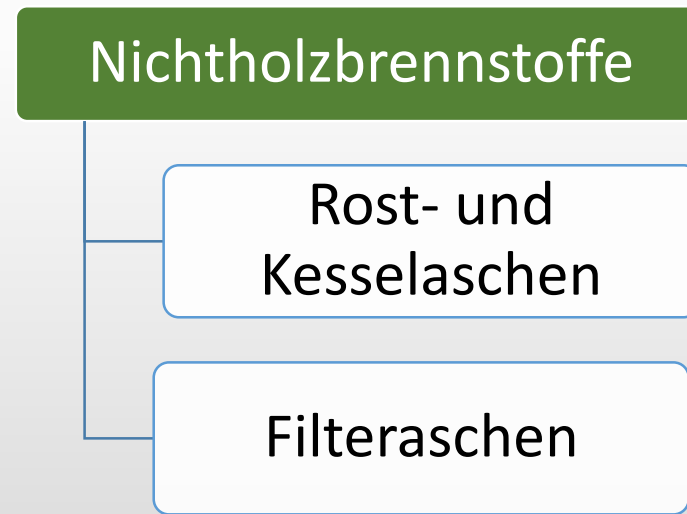 Nichtholzbrennstoffe
Rost- und
Kesselaschen
Filteraschen